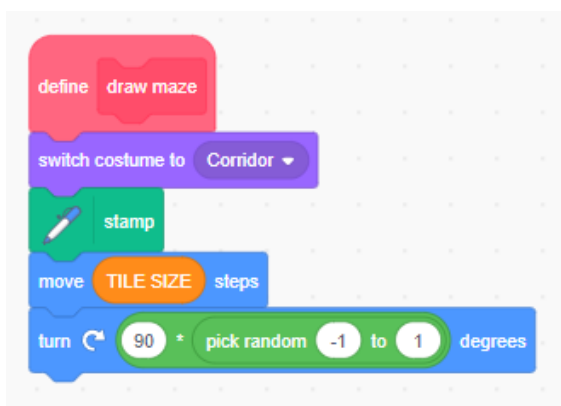 define draw maze
switch costume to Corridor
stamp
move TILE SIZE steps
turn 90 * pick random -1 to 1 degrees